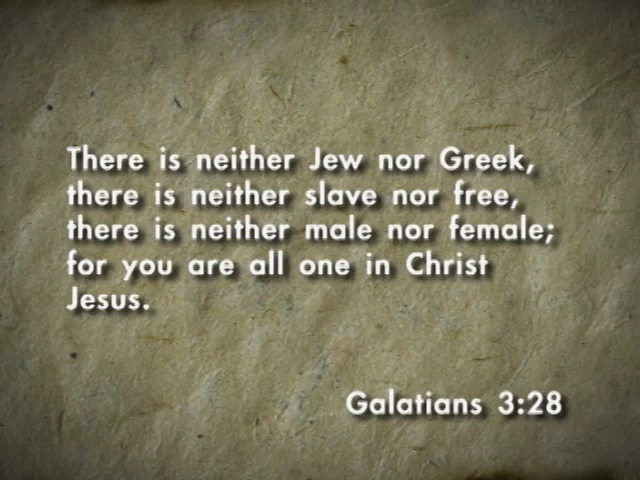 There is neither Jew nor Greek,
there is neither slave nor free,
there is neither male nor female;
for you are all one in Christ
Jesus.
Galatians 3:28